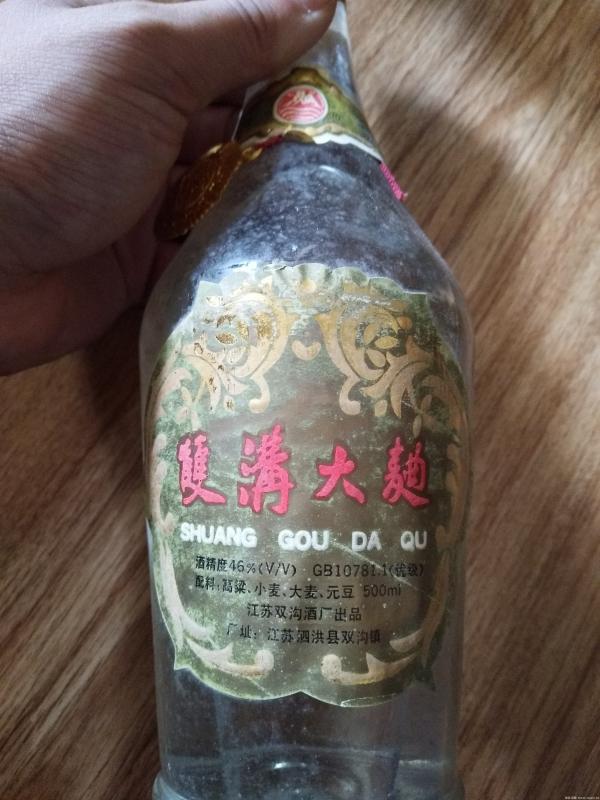 雙溝大麯
SHUANG GOU DA QU
酒精度46%(V/V) GB10781.1(优级)
配料:高粱、小麦、大麦、元豆 500ml
江苏双沟酒厂出品
厂址: 江苏泗洪县双沟镇